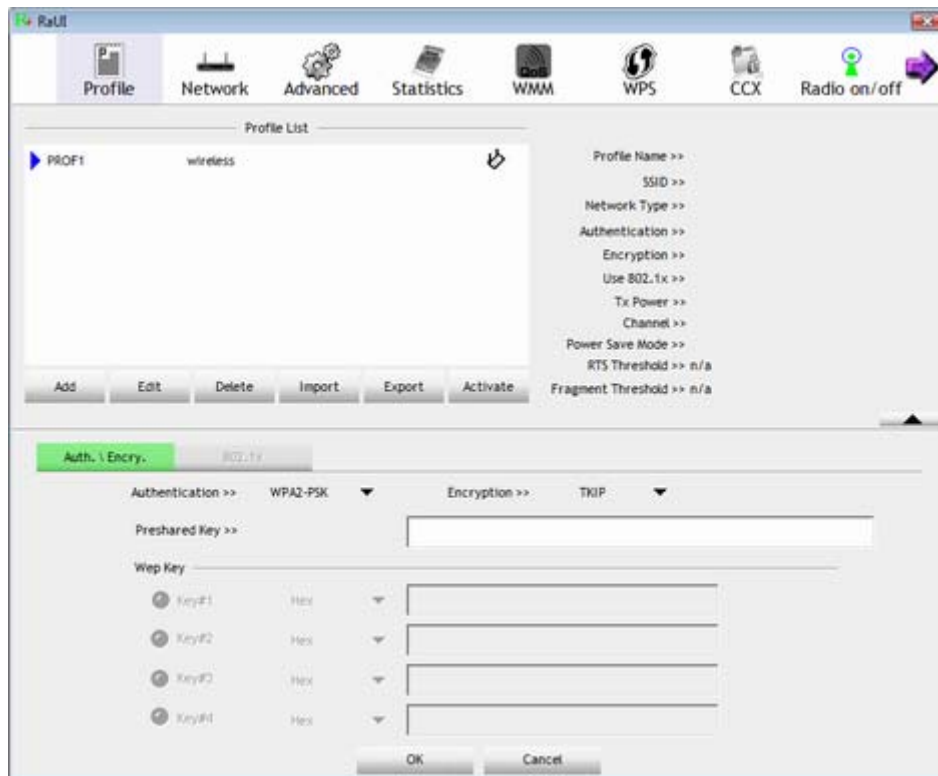 RaUI
Profile Network Advanced Statistics WMM WPS CCX Radio on/off
QoS
Profile List
PROF1 wireless
Profile Name >>
SSID >>
Network Type >>
Authentication >>
Encryption >>
Use 802.1x >>
Tx Power >>
Channel >>
Power Save Mode >>
RTS Threshold >> n/a
Fragment Threshold >> n/a
Add Edit Delete Import Export Activate
Auth. \ Encry. 802.1x
Authentication >> WPA2-PSK Encryption >> TKIP
Preshared Key >>
Wep Key
Key#1 Hex
Key#2 Hex
Key#3 Hex
Key#4 Hex
OK Cancel